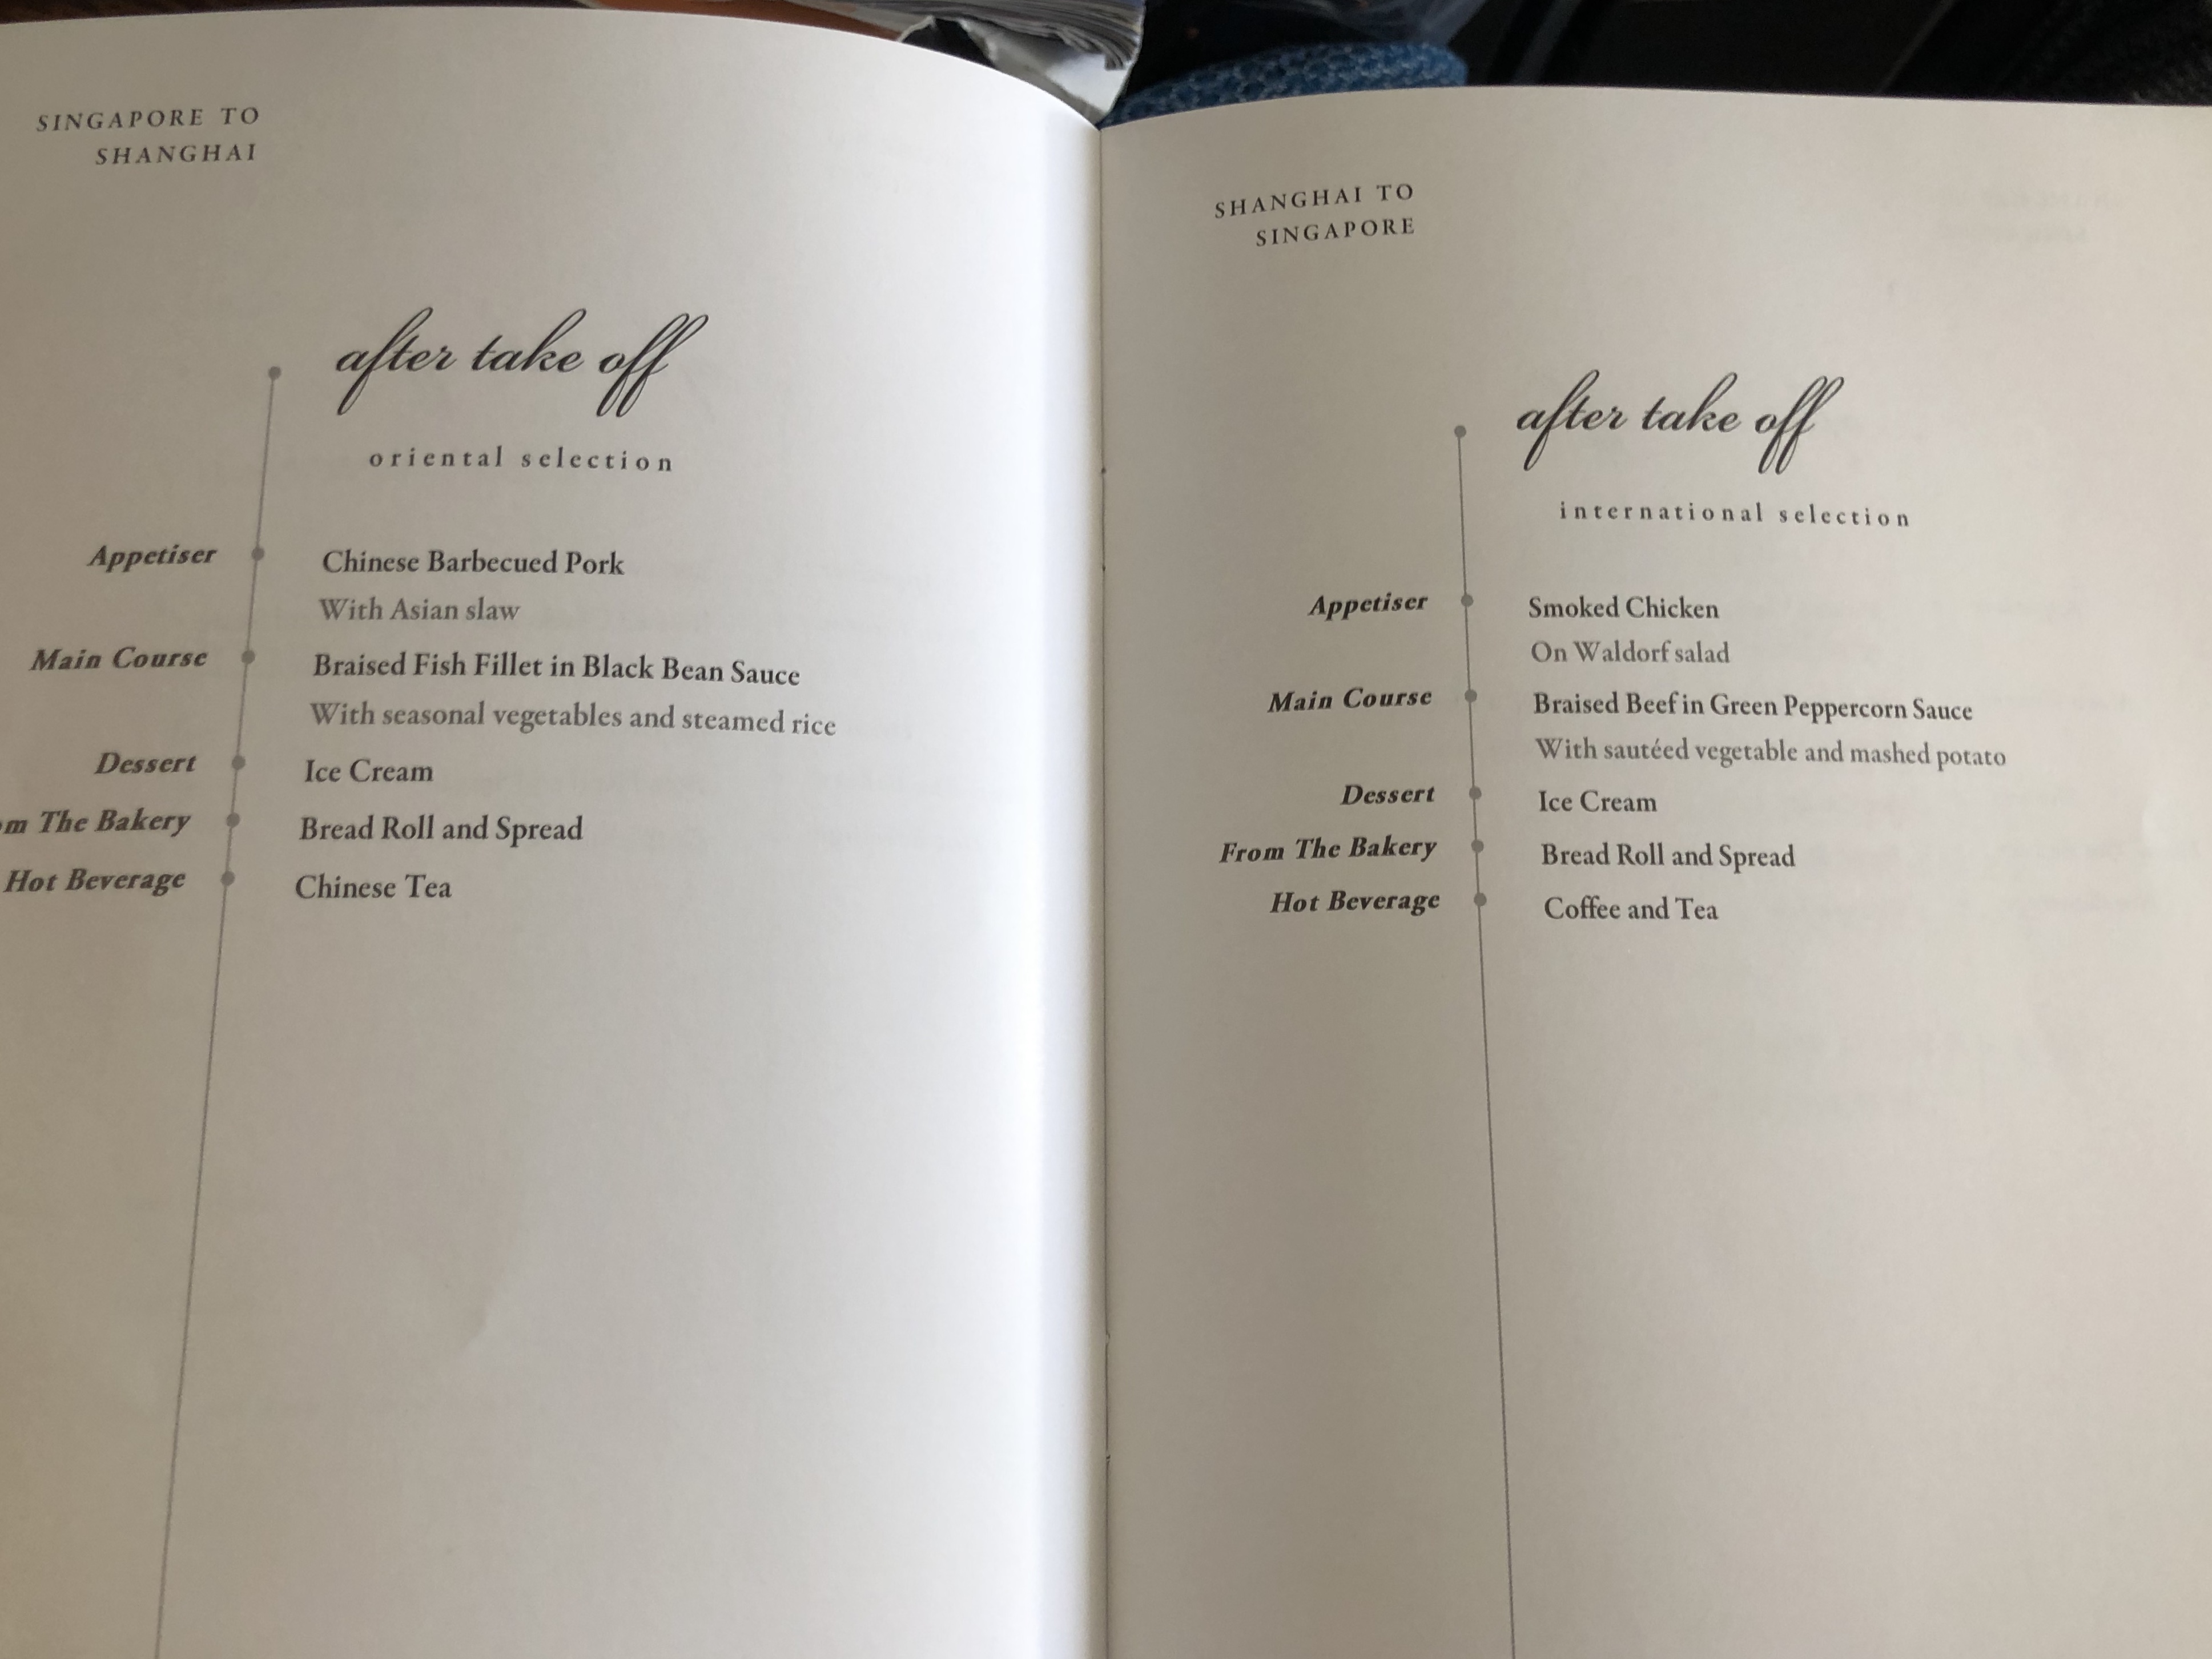 SINGAPORE TO
SHANGHAI
after take off
oriental selection
Appetiser
Chinese Barbecued Pork
With Asian slaw
Main Course
Braised Fish Fillet in Black Bean Sauce
With seasonal vegetables and steamed rice
Dessert
Ice Cream
The Bakery
Bread Roll and Spread
Hot Beverage
Chinese Tea
SHANGHAI TO
SINGAPORE
after take off
international selection
Appetiser
Smoked Chicken
On Waldorf salad
Main Course
Braised Beef in Green Peppercorn Sauce
With sautéed vegetable and mashed potato
Dessert
Ice Cream
From The Bakery
Bread Roll and Spread
Hot Beverage
Coffee and Tea